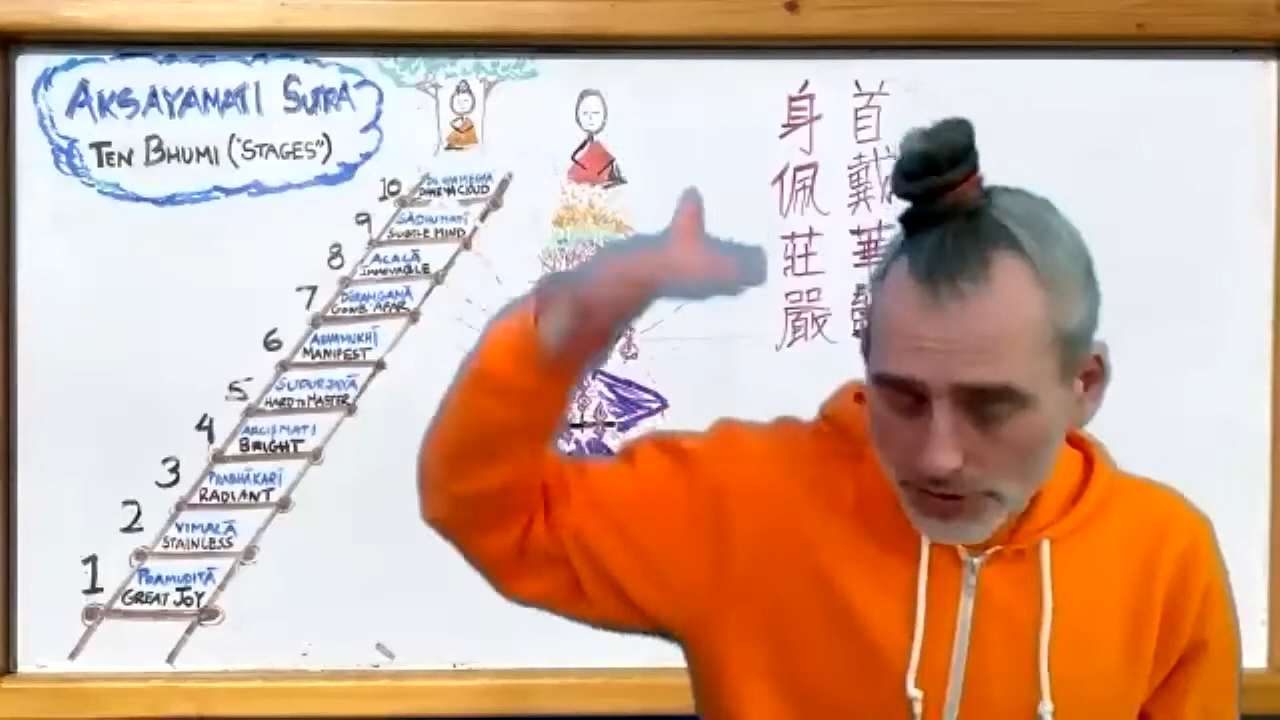 AKSAYAMATI SUTRA
TEN BHUMI ("STAGES")
10
DHARMA CLOUD
9
SĀDHUMATĪ
SUBTLE MIND
8
ACALĀ
IMMOVABLE
7
DŪRAṂGAMĀ
GONE AFAR
6
ABHIMUKHĪ
MANIFEST
5
SUDURJAYĀ
HARD TO MASTER
4
ARCIṢMATĪ
BRIGHT
3
PRABHĀKARĪ
RADIANT
2
VIMALĀ
STAINLESS
1
PRAMUDITĀ
GREAT JOY
首戴華
身佩莊嚴